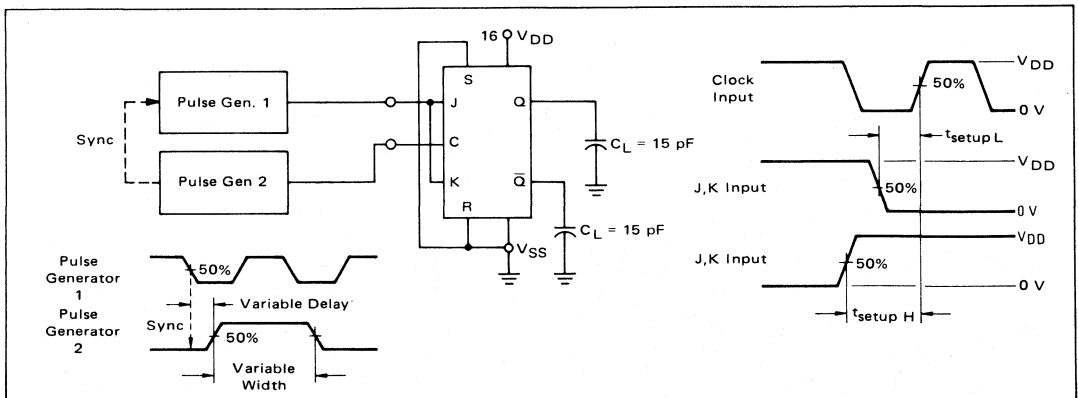 16 V_DD
S
Pulse Gen. 1
J
Q
Sync
C
C_L = 15 pF
Pulse Gen 2
K
Q̅
R
C_L = 15 pF
V_SS
Pulse
Generator
1
50%
Variable Delay
Pulse
Generator
2
Sync
50%
Variable
Width
Clock
Input
V_DD
50%
0 V
t_setup L
J,K Input
V_DD
50%
0 V
J,K Input
V_DD
50%
0 V
t_setup H